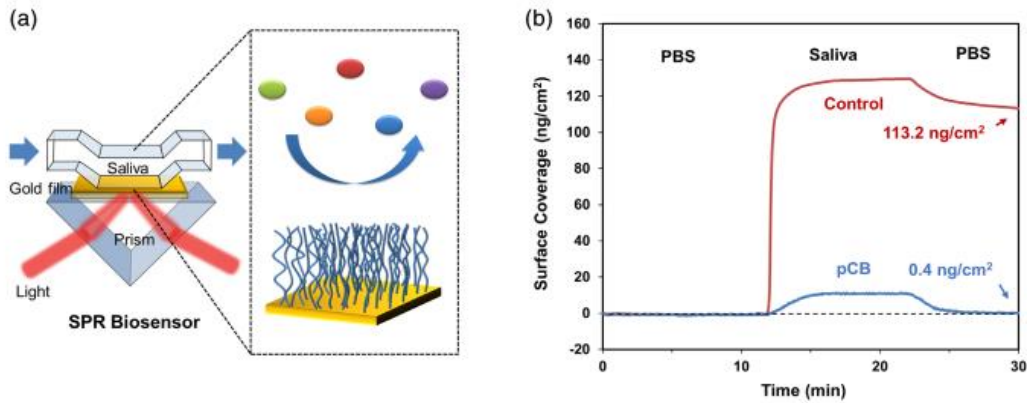 (a)
Saliva
Gold film
Prism
Light
SPR Biosensor
(b)
Surface Coverage (ng/cm²)
160
140
120
100
80
60
40
20
0
-20
PBS
Saliva
PBS
Control
113.2 ng/cm²
pCB
0.4 ng/cm²
0
10
20
30
Time (min)